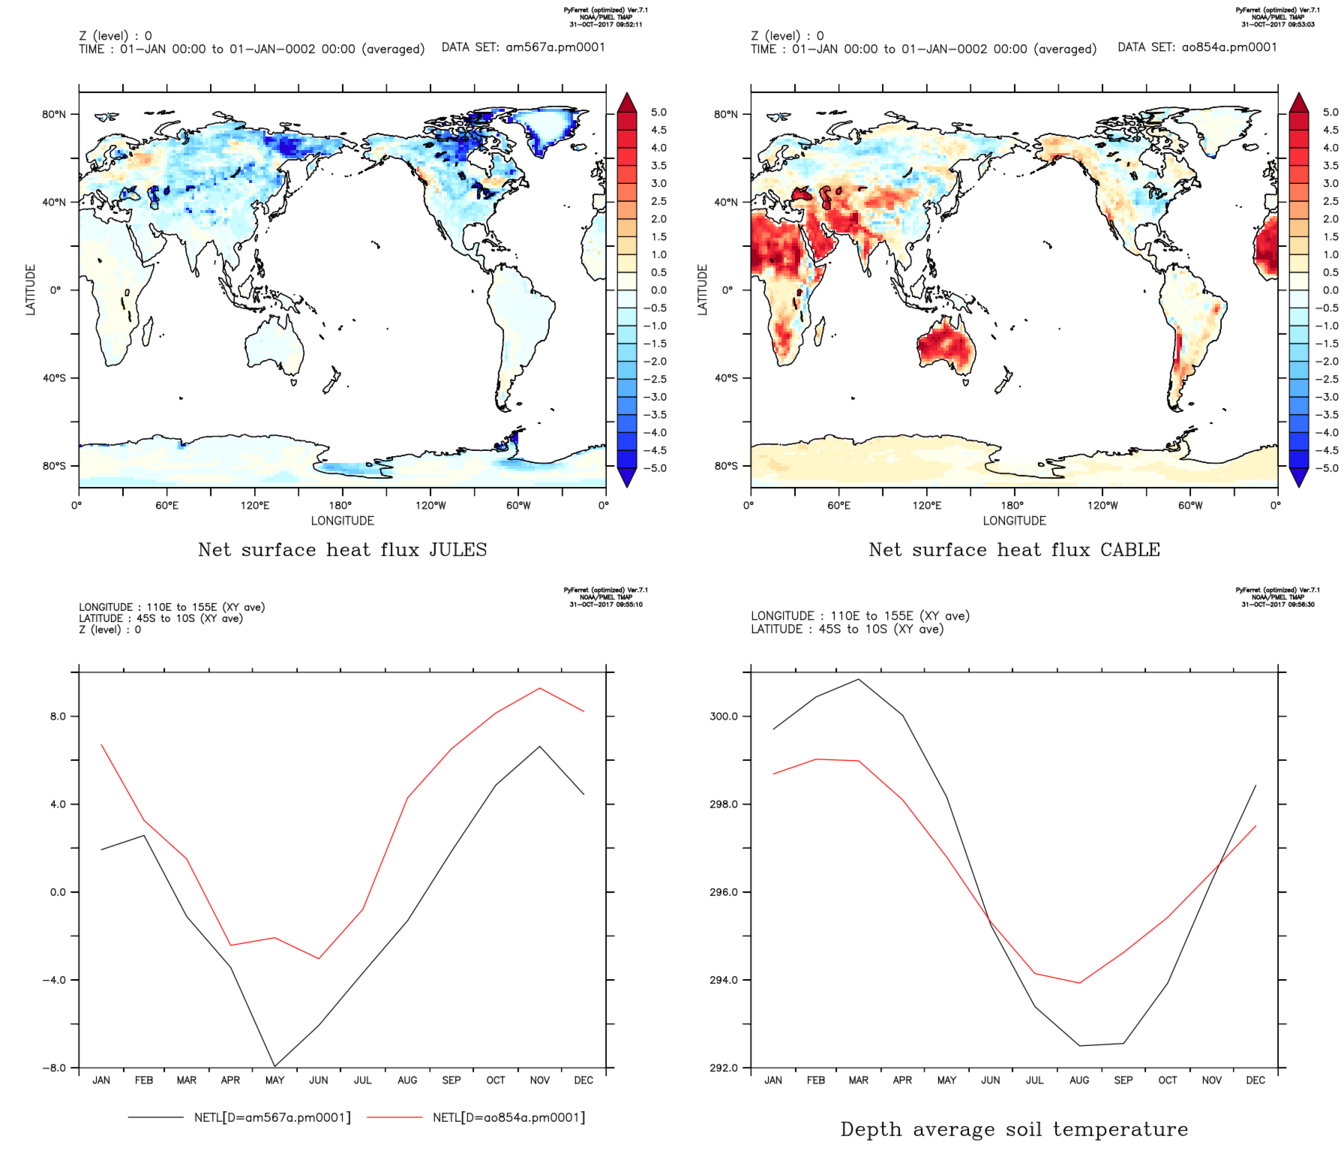 PyFerret (optimized) Ver.7.1
NOAA/PMEL TMAP
31-OCT-2017 09:52:11
Z (level) : 0
TIME : 01-JAN 00:00 to 01-JAN-0002 00:00 (averaged) DATA SET: am567a.pm0001
80°N
40°N
0°
40°S
80°S
LATITUDE
0° 60°E 120°E 180° 120°W 60°W 0°
LONGITUDE
5.0
4.5
4.0
3.5
3.0
2.5
2.0
1.5
1.0
0.5
0.0
-0.5
-1.0
-1.5
-2.0
-2.5
-3.0
-3.5
-4.0
-4.5
-5.0
Net surface heat flux JULES
PyFerret (optimized) Ver.7.1
NOAA/PMEL TMAP
31-OCT-2017 09:53:03
Z (level) : 0
TIME : 01-JAN 00:00 to 01-JAN-0002 00:00 (averaged) DATA SET: ao854a.pm0001
80°N
40°N
0°
40°S
80°S
LATITUDE
0° 60°E 120°E 180° 120°W 60°W 0°
LONGITUDE
5.0
4.5
4.0
3.5
3.0
2.5
2.0
1.5
1.0
0.5
0.0
-0.5
-1.0
-1.5
-2.0
-2.5
-3.0
-3.5
-4.0
-4.5
-5.0
Net surface heat flux CABLE
PyFerret (optimized) Ver.7.1
NOAA/PMEL TMAP
31-OCT-2017 09:55:10
LONGITUDE : 110E to 155E (XY ave)
LATITUDE : 45S to 10S (XY ave)
Z (level) : 0
8.0
4.0
0.0
-4.0
-8.0
JAN FEB MAR APR MAY JUN JUL AUG SEP OCT NOV DEC
NETL[D=am567a.pm0001] NETL[D=ao854a.pm0001]
PyFerret (optimized) Ver.7.1
NOAA/PMEL TMAP
31-OCT-2017 09:56:30
LONGITUDE : 110E to 155E (XY ave)
LATITUDE : 45S to 10S (XY ave)
300.0
298.0
296.0
294.0
292.0
JAN FEB MAR APR MAY JUN JUL AUG SEP OCT NOV DEC
Depth average soil temperature